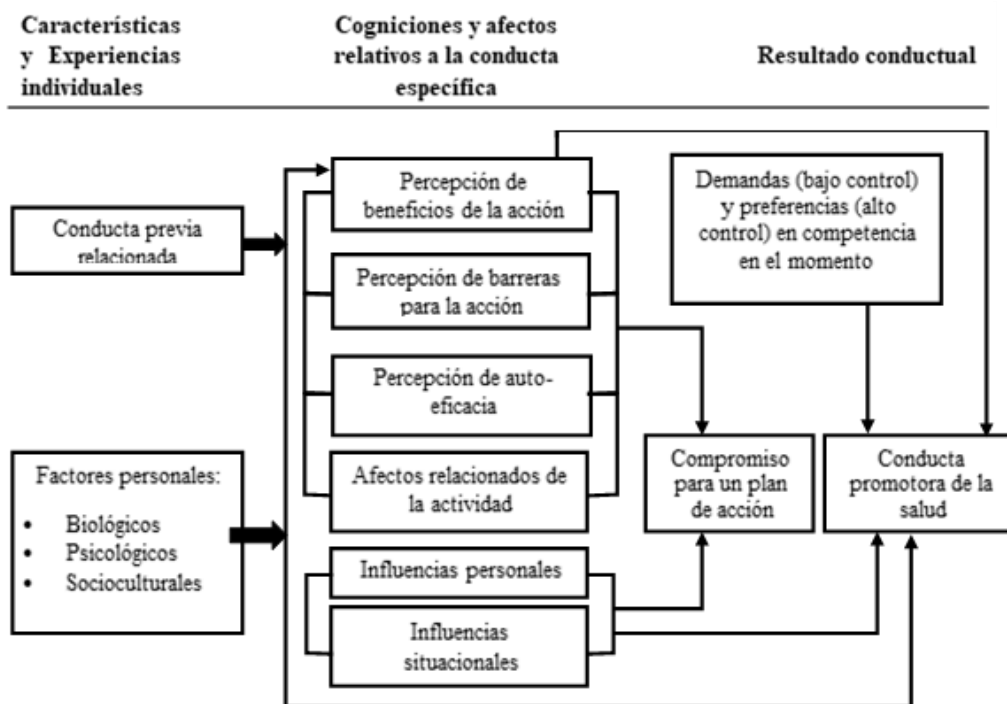 Características
y Experiencias
individuales
Cogniciones y afectos
relativos a la conducta
específica
Resultado conductual
Percepción de
beneficios de la acción
Demandas (bajo control)
y preferencias (alto
control) en competencia
en el momento
Conducta previa
relacionada
Percepción de barreras
para la acción
Percepción de auto-
eficacia
Factores personales:
• Biológicos
• Psicológicos
• Socioculturales
Afectos relacionados de
la actividad
Compromiso
para un plan
de acción
Conducta
promotora de la
salud
Influencias personales
Influencias
situacionales